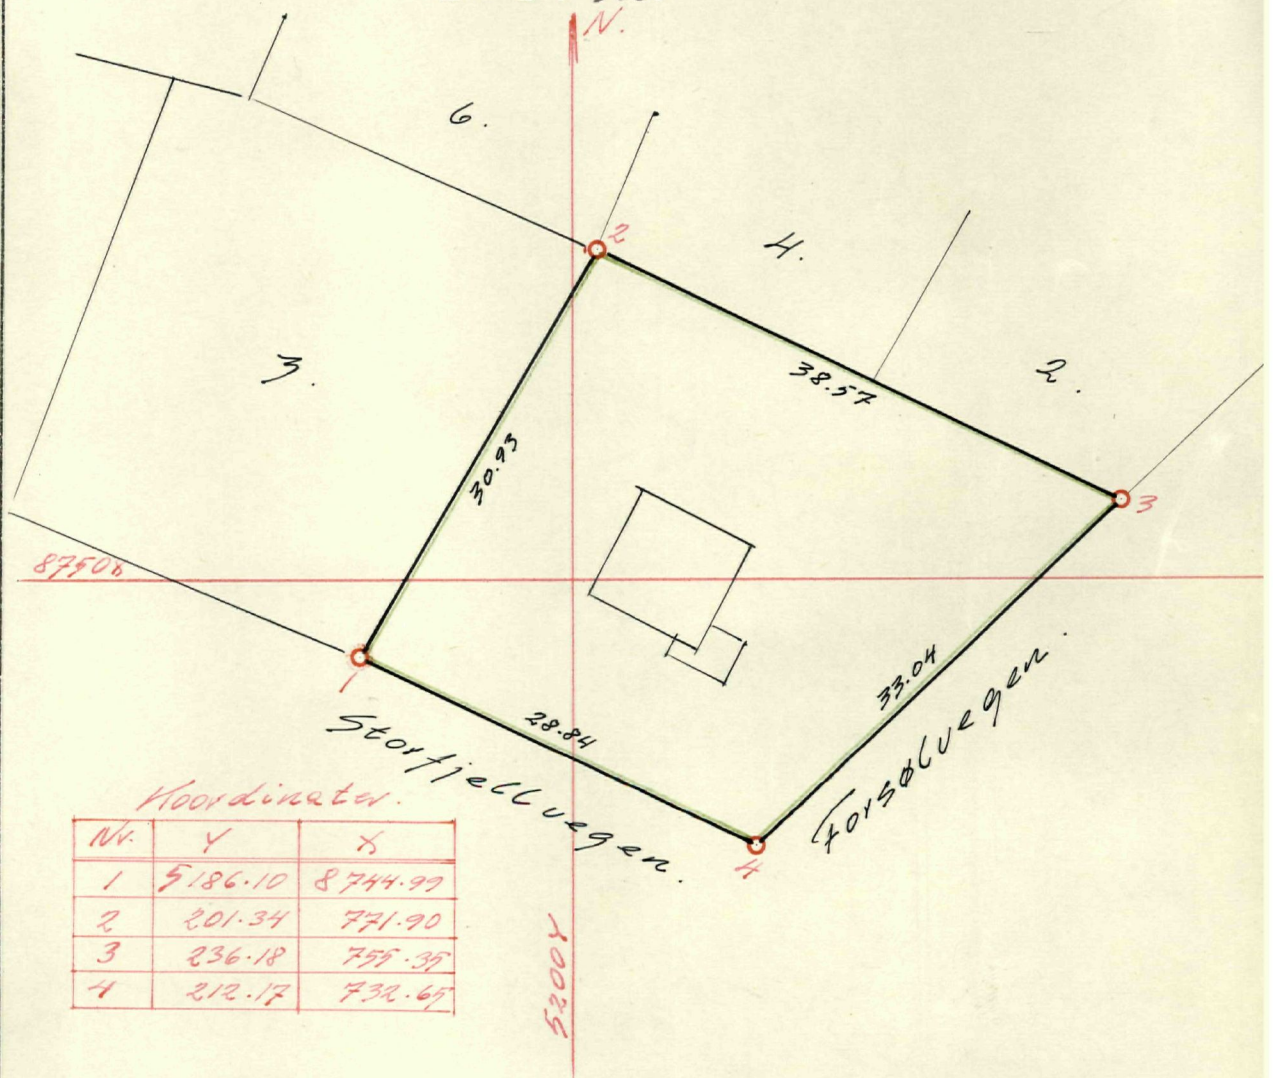 N.
6.
2
4.
3.
38.57
2.
30.93
3
8750X
1
28.84
33.04
Storfjellvegen.
Forsølvegen.
4
Koordinater.
Nr. Y X
1 5186.10 8744.99
2 201.34 771.90
3 236.18 755.35
4 212.17 732.65
5200Y